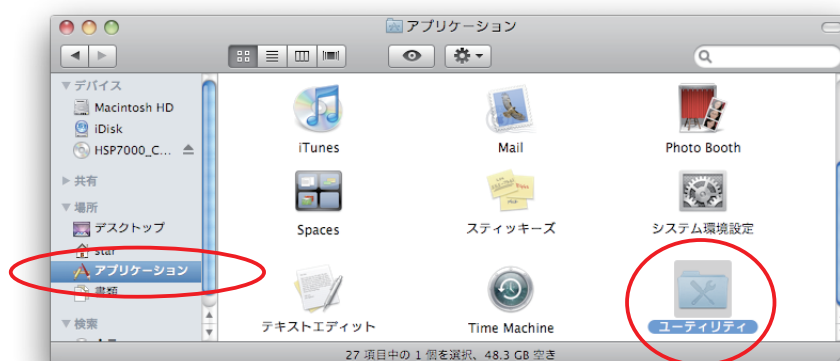 アプリケーション
デバイス
Macintosh HD
iDisk
HSP7000_C...
共有
場所
デスクトップ
star
アプリケーション
書類
検索
iTunes
Mail
Photo Booth
Spaces
スティッキーズ
システム環境設定
テキストエディット
Time Machine
ユーティリティ
27 項目中の 1 個を選択、48.3 GB 空き